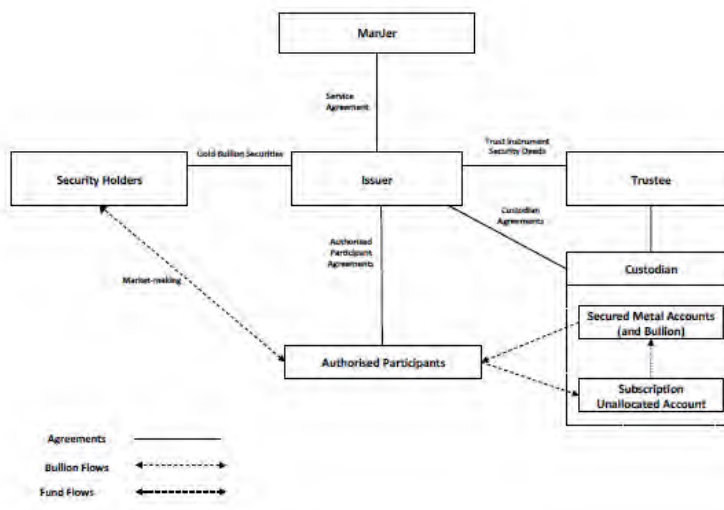 ManJer
Service
Agreement
Gold Bullion Securities
Trust Instrument
Security Deeds
Security Holders
Issuer
Trustee
Custodian
Agreements
Authorised
Participant
Agreements
Custodian
Market-making
Secured Metal Accounts
(and Bullion)
Authorised Participants
Subscription
Unallocated Account
Agreements
Bullion Flows
Fund Flows